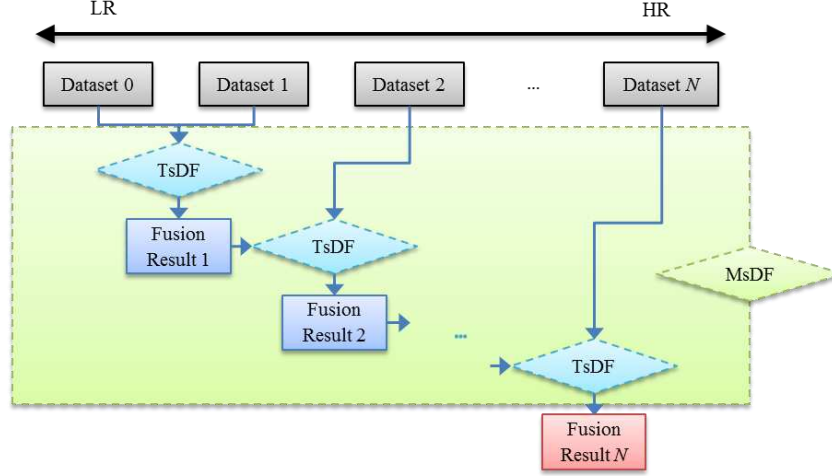 LR HR
Dataset 0 Dataset 1 Dataset 2 ... Dataset N
TsDF
Fusion
Result 1
TsDF
MsDF
Fusion
Result 2
...
TsDF
Fusion
Result N